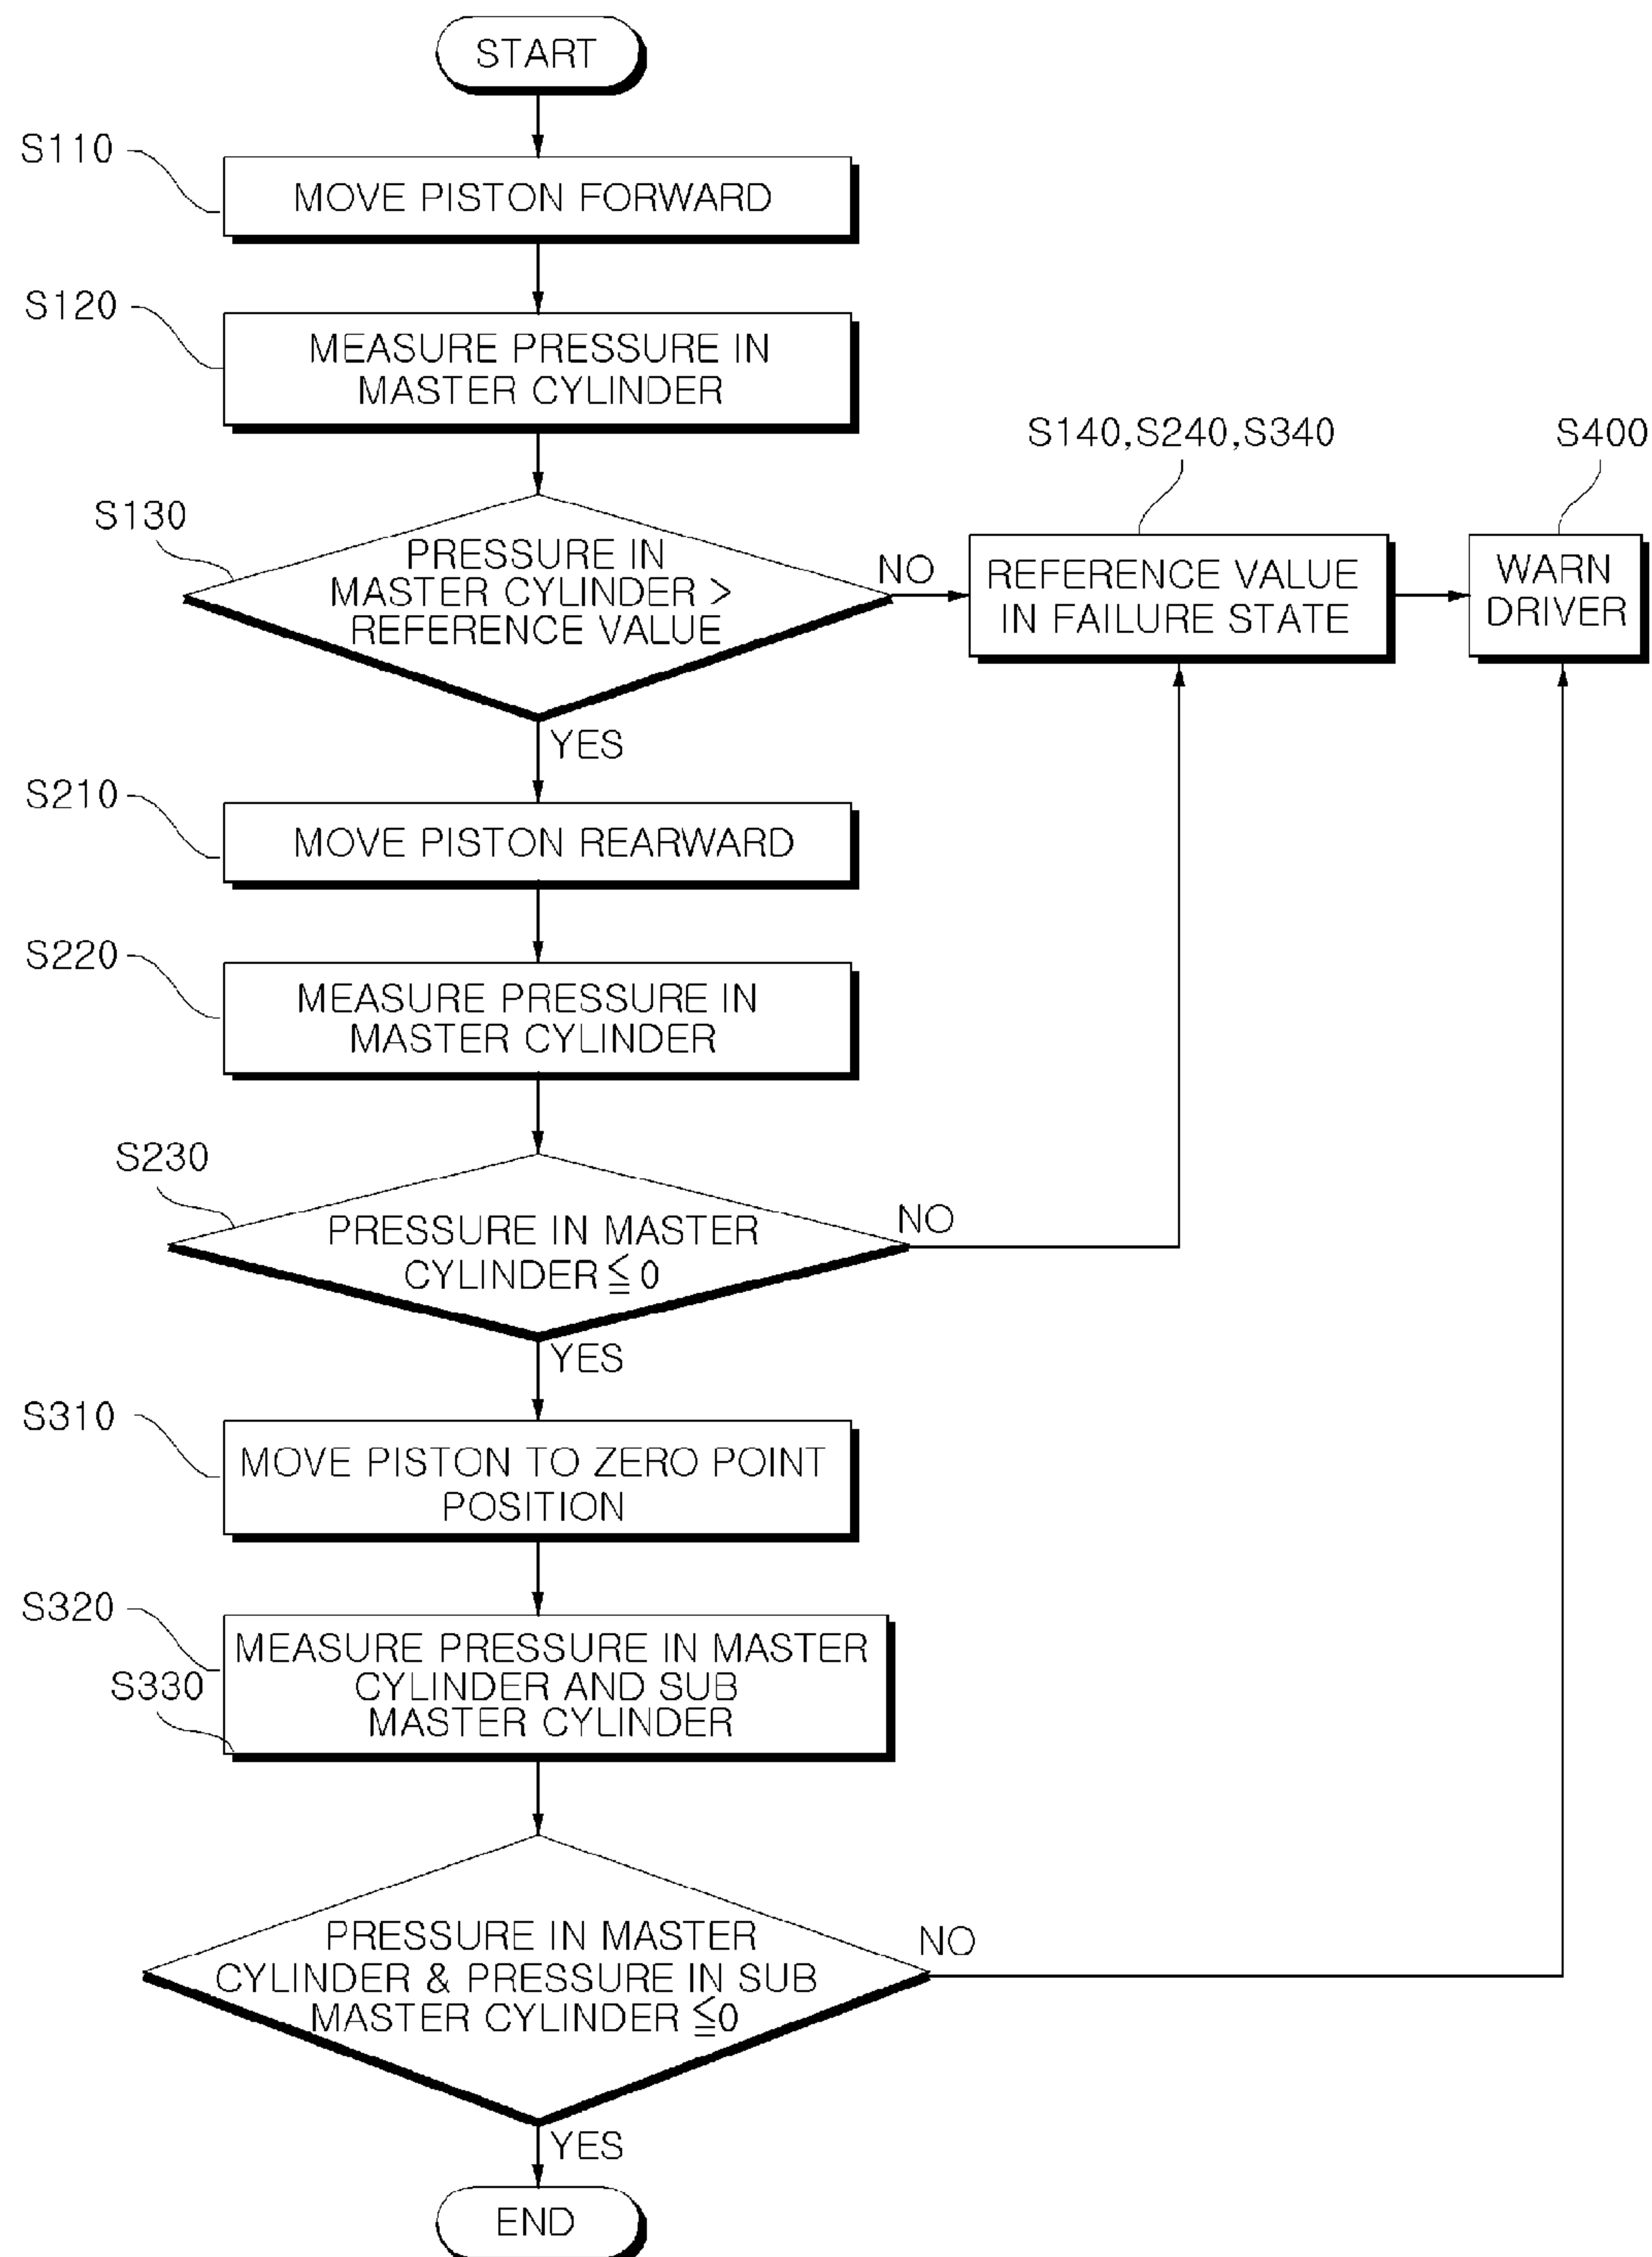 START
S110
MOVE PISTON FORWARD
S120
MEASURE PRESSURE IN
MASTER CYLINDER
S140,S240,S340
S400
S130
PRESSURE IN
MASTER CYLINDER >
REFERENCE VALUE
NO
REFERENCE VALUE
IN FAILURE STATE
WARN
DRIVER
YES
S210
MOVE PISTON REARWARD
S220
MEASURE PRESSURE IN
MASTER CYLINDER
S230
PRESSURE IN MASTER
CYLINDER ≦ 0
NO
YES
S310
MOVE PISTON TO ZERO POINT
POSITION
S320
MEASURE PRESSURE IN MASTER
CYLINDER AND SUB
MASTER CYLINDER
S330
PRESSURE IN MASTER
CYLINDER & PRESSURE IN SUB
MASTER CYLINDER ≦0
NO
YES
END